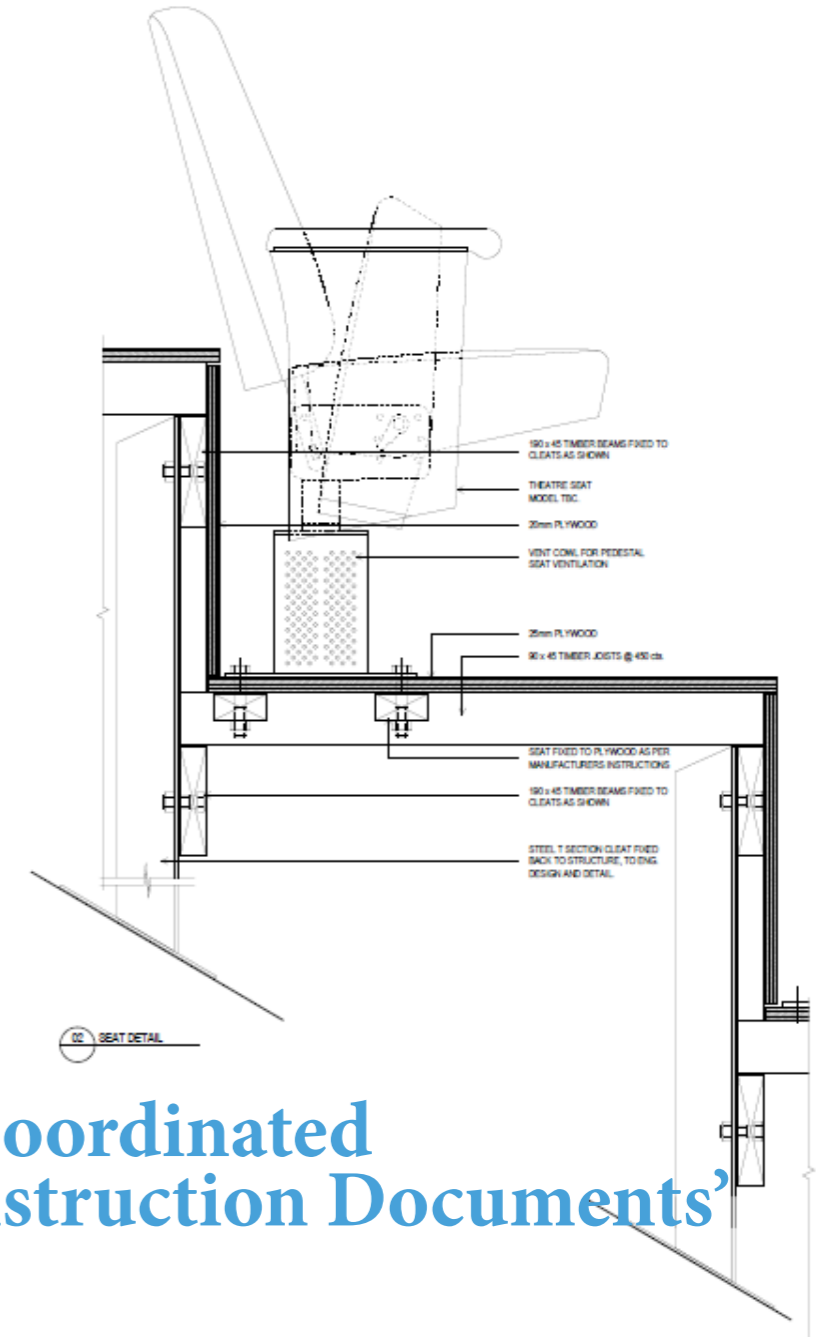 190 x 45 TIMBER BEAMS FIXED TO
CLEATS AS SHOWN
THEATRE SEAT
MODEL TBC.
20mm PLYWOOD
VENT COWL FOR PEDESTAL
SEAT VENTILATION
25mm PLYWOOD
90 x 45 TIMBER JOISTS @ 450 cts.
SEAT FIXED TO PLYWOOD AS PER
MANUFACTURERS INSTRUCTIONS
190 x 45 TIMBER BEAMS FIXED TO
CLEATS AS SHOWN
STEEL T SECTION CLEAT FIXED
BACK TO STRUCTURE, TO ENG.
DESIGN AND DETAIL
02 SEAT DETAIL
oordinated
struction Documents’